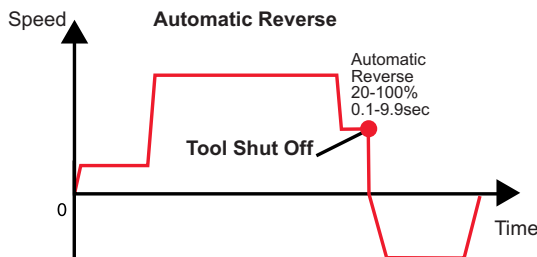 Speed
Automatic Reverse
Automatic
Reverse
20-100%
0.1-9.9sec
Tool Shut Off
0
Time